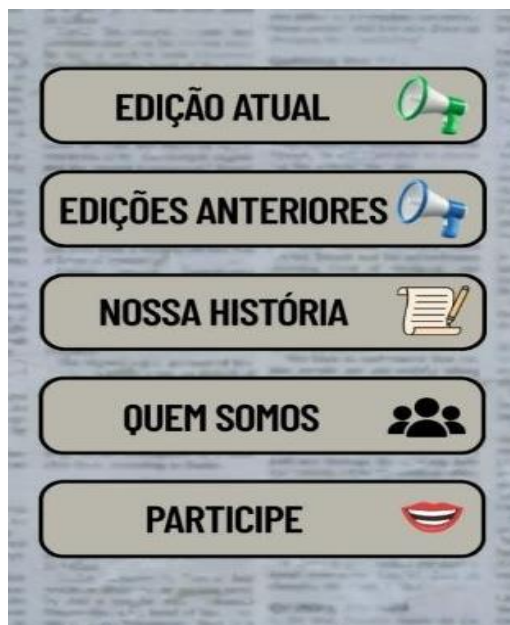 EDIÇÃO ATUAL
EDIÇÕES ANTERIORES
NOSSA HISTÓRIA
QUEM SOMOS
PARTICIPE